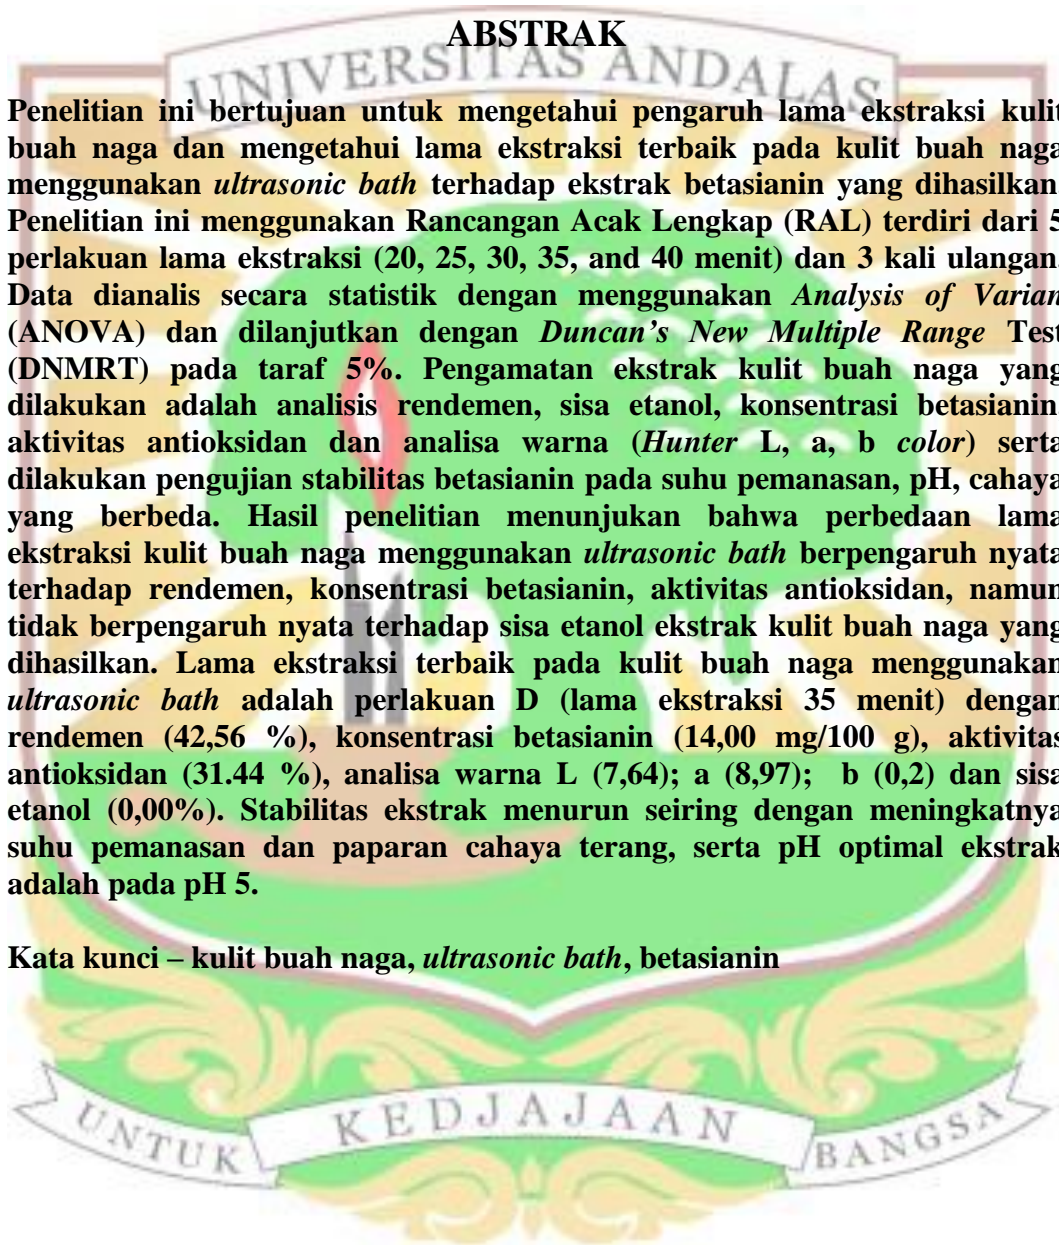 ABSTRAK
UNIVERSITAS ANDALAS
Penelitian ini bertujuan untuk mengetahui pengaruh lama ekstraksi kulit
buah naga dan mengetahui lama ekstraksi terbaik pada kulit buah naga
menggunakan ultrasonic bath terhadap ekstrak betasianin yang dihasilkan.
Penelitian ini menggunakan Rancangan Acak Lengkap (RAL) terdiri dari 5
perlakuan lama ekstraksi (20, 25, 30, 35, and 40 menit) dan 3 kali ulangan.
Data dianalis secara statistik dengan menggunakan Analysis of Varian
(ANOVA) dan dilanjutkan dengan Duncan’s New Multiple Range Test
(DNMRT) pada taraf 5%. Pengamatan ekstrak kulit buah naga yang
dilakukan adalah analisis rendemen, sisa etanol, konsentrasi betasianin,
aktivitas antioksidan dan analisa warna (Hunter L, a, b color) serta
dilakukan pengujian stabilitas betasianin pada suhu pemanasan, pH, cahaya
yang berbeda. Hasil penelitian menunjukan bahwa perbedaan lama
ekstraksi kulit buah naga menggunakan ultrasonic bath berpengaruh nyata
terhadap rendemen, konsentrasi betasianin, aktivitas antioksidan, namun
tidak berpengaruh nyata terhadap sisa etanol ekstrak kulit buah naga yang
dihasilkan. Lama ekstraksi terbaik pada kulit buah naga menggunakan
ultrasonic bath adalah perlakuan D (lama ekstraksi 35 menit) dengan
rendemen (42,56 %), konsentrasi betasianin (14,00 mg/100 g), aktivitas
antioksidan (31.44 %), analisa warna L (7,64); a (8,97); b (0,2) dan sisa
etanol (0,00%). Stabilitas ekstrak menurun seiring dengan meningkatnya
suhu pemanasan dan paparan cahaya terang, serta pH optimal ekstrak
adalah pada pH 5.
Kata kunci – kulit buah naga, ultrasonic bath, betasianin
UNTUK KEDJAJAAN BANGSA